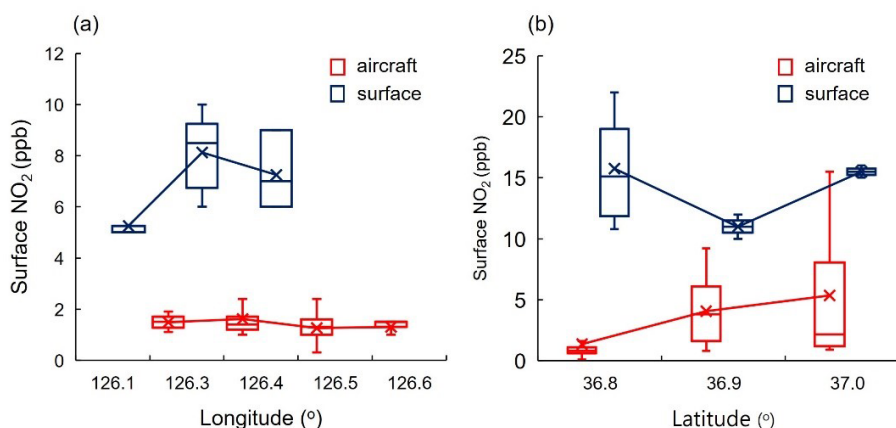 (a)
Surface NO₂ (ppb)
12
10
8
6
4
2
0
aircraft
surface
126.1 126.3 126.4 126.5 126.6
Longitude (º)
(b)
Surface NO₂ (ppb)
25
20
15
10
5
0
aircraft
surface
36.8 36.9 37.0
Latitude (º)